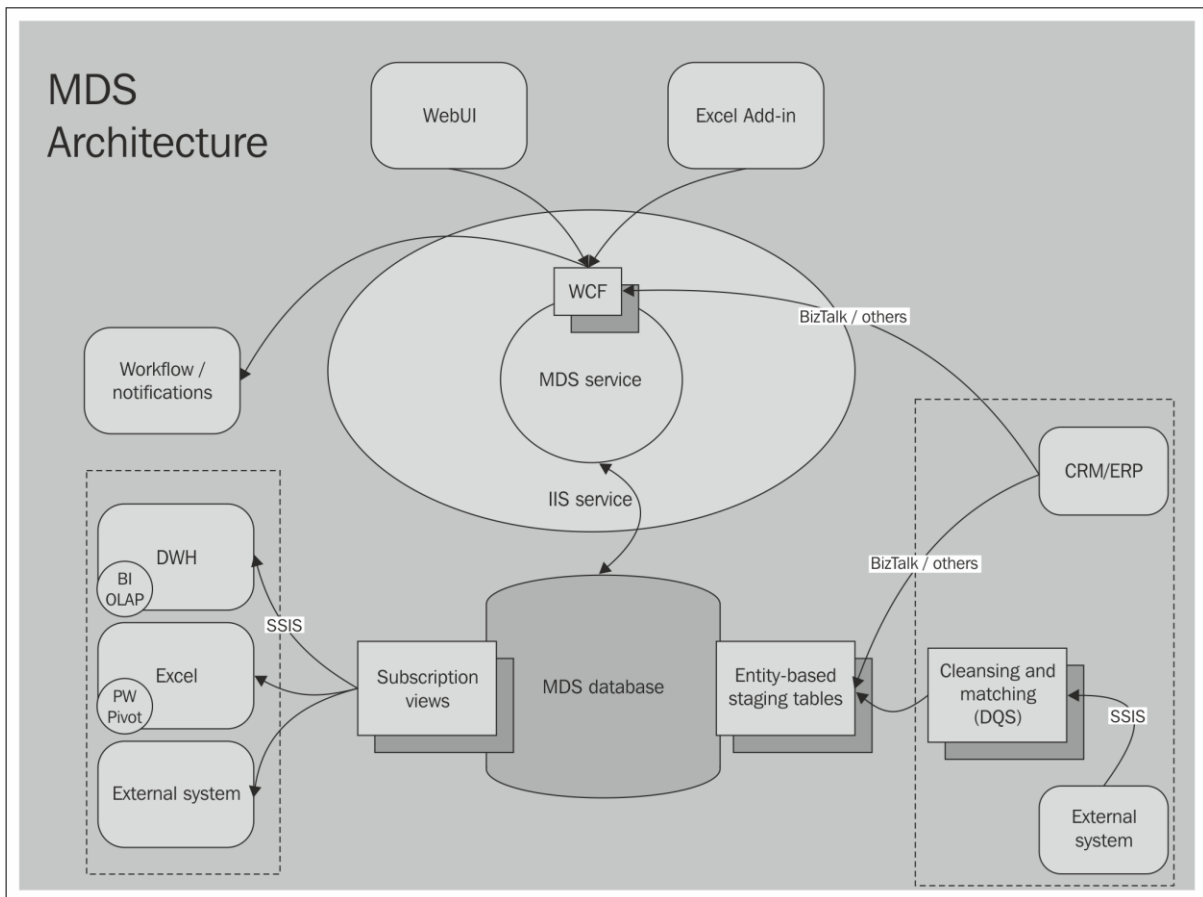 MDS
Architecture
WebUI
Excel Add-in
WCF
MDS service
IIS service
BizTalk / others
Workflow /
notifications
CRM/ERP
BizTalk / others
DWH
BI
OLAP
SSIS
Excel
PW
Pivot
External system
Subscription
views
MDS database
Entity-based
staging tables
Cleansing and
matching
(DQS)
SSIS
External
system